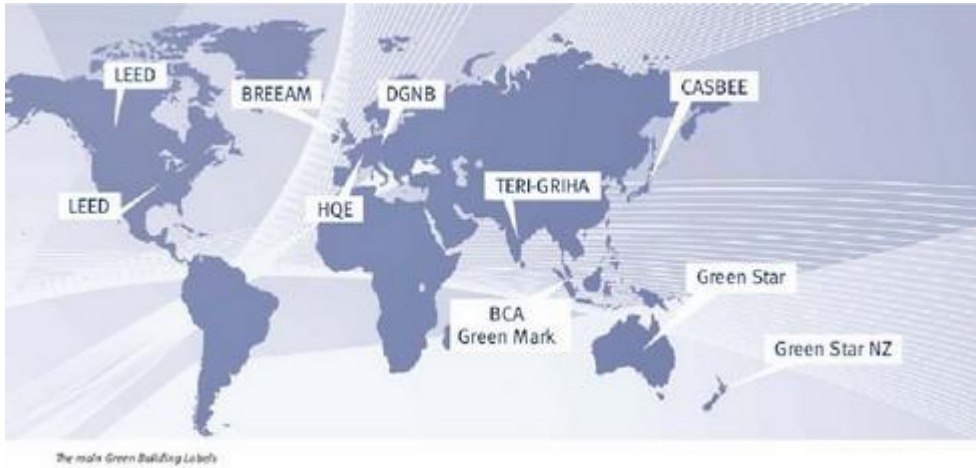 LEED
BREEAM
DGNB
CASBEE
LEED
HQE
TERI-GRIHA
BCA
Green Mark
Green Star
Green Star NZ
The main Green Building Labels